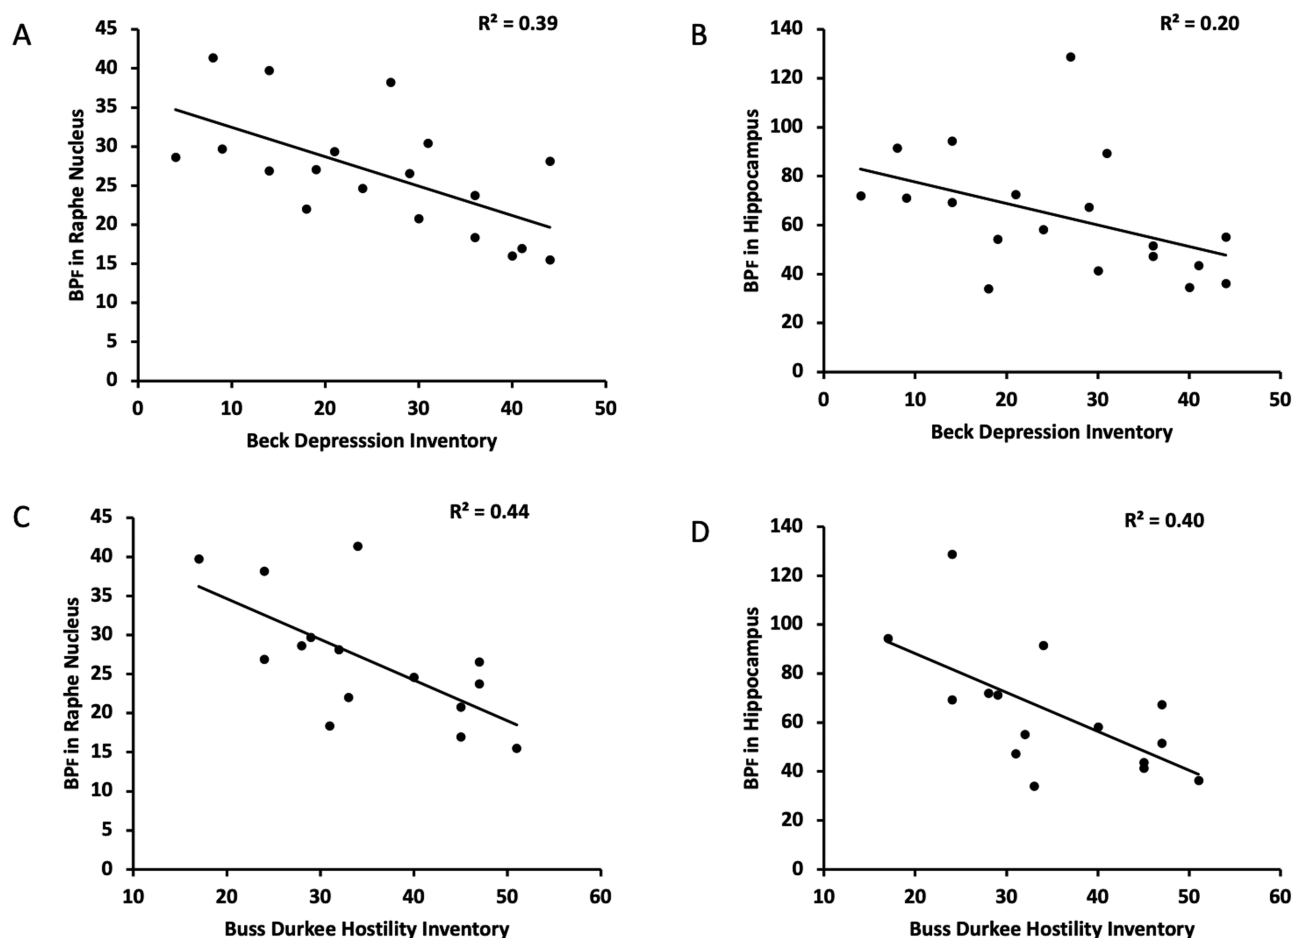 A
R² = 0.39
45
40
35
30
25
20
15
10
5
0
BPF in Raphe Nucleus
0 10 20 30 40 50
Beck Depresssion Inventory
B
R² = 0.20
140
120
100
80
60
40
20
0
BPF in Hippocampus
0 10 20 30 40 50
Beck Depression Inventory
C
R² = 0.44
45
40
35
30
25
20
15
10
5
0
BPF in Raphe Nucleus
10 20 30 40 50 60
Buss Durkee Hostility Inventory
D
R² = 0.40
140
120
100
80
60
40
20
0
BPF in Hippocampus
10 20 30 40 50 60
Buss Durkee Hostility Inventory